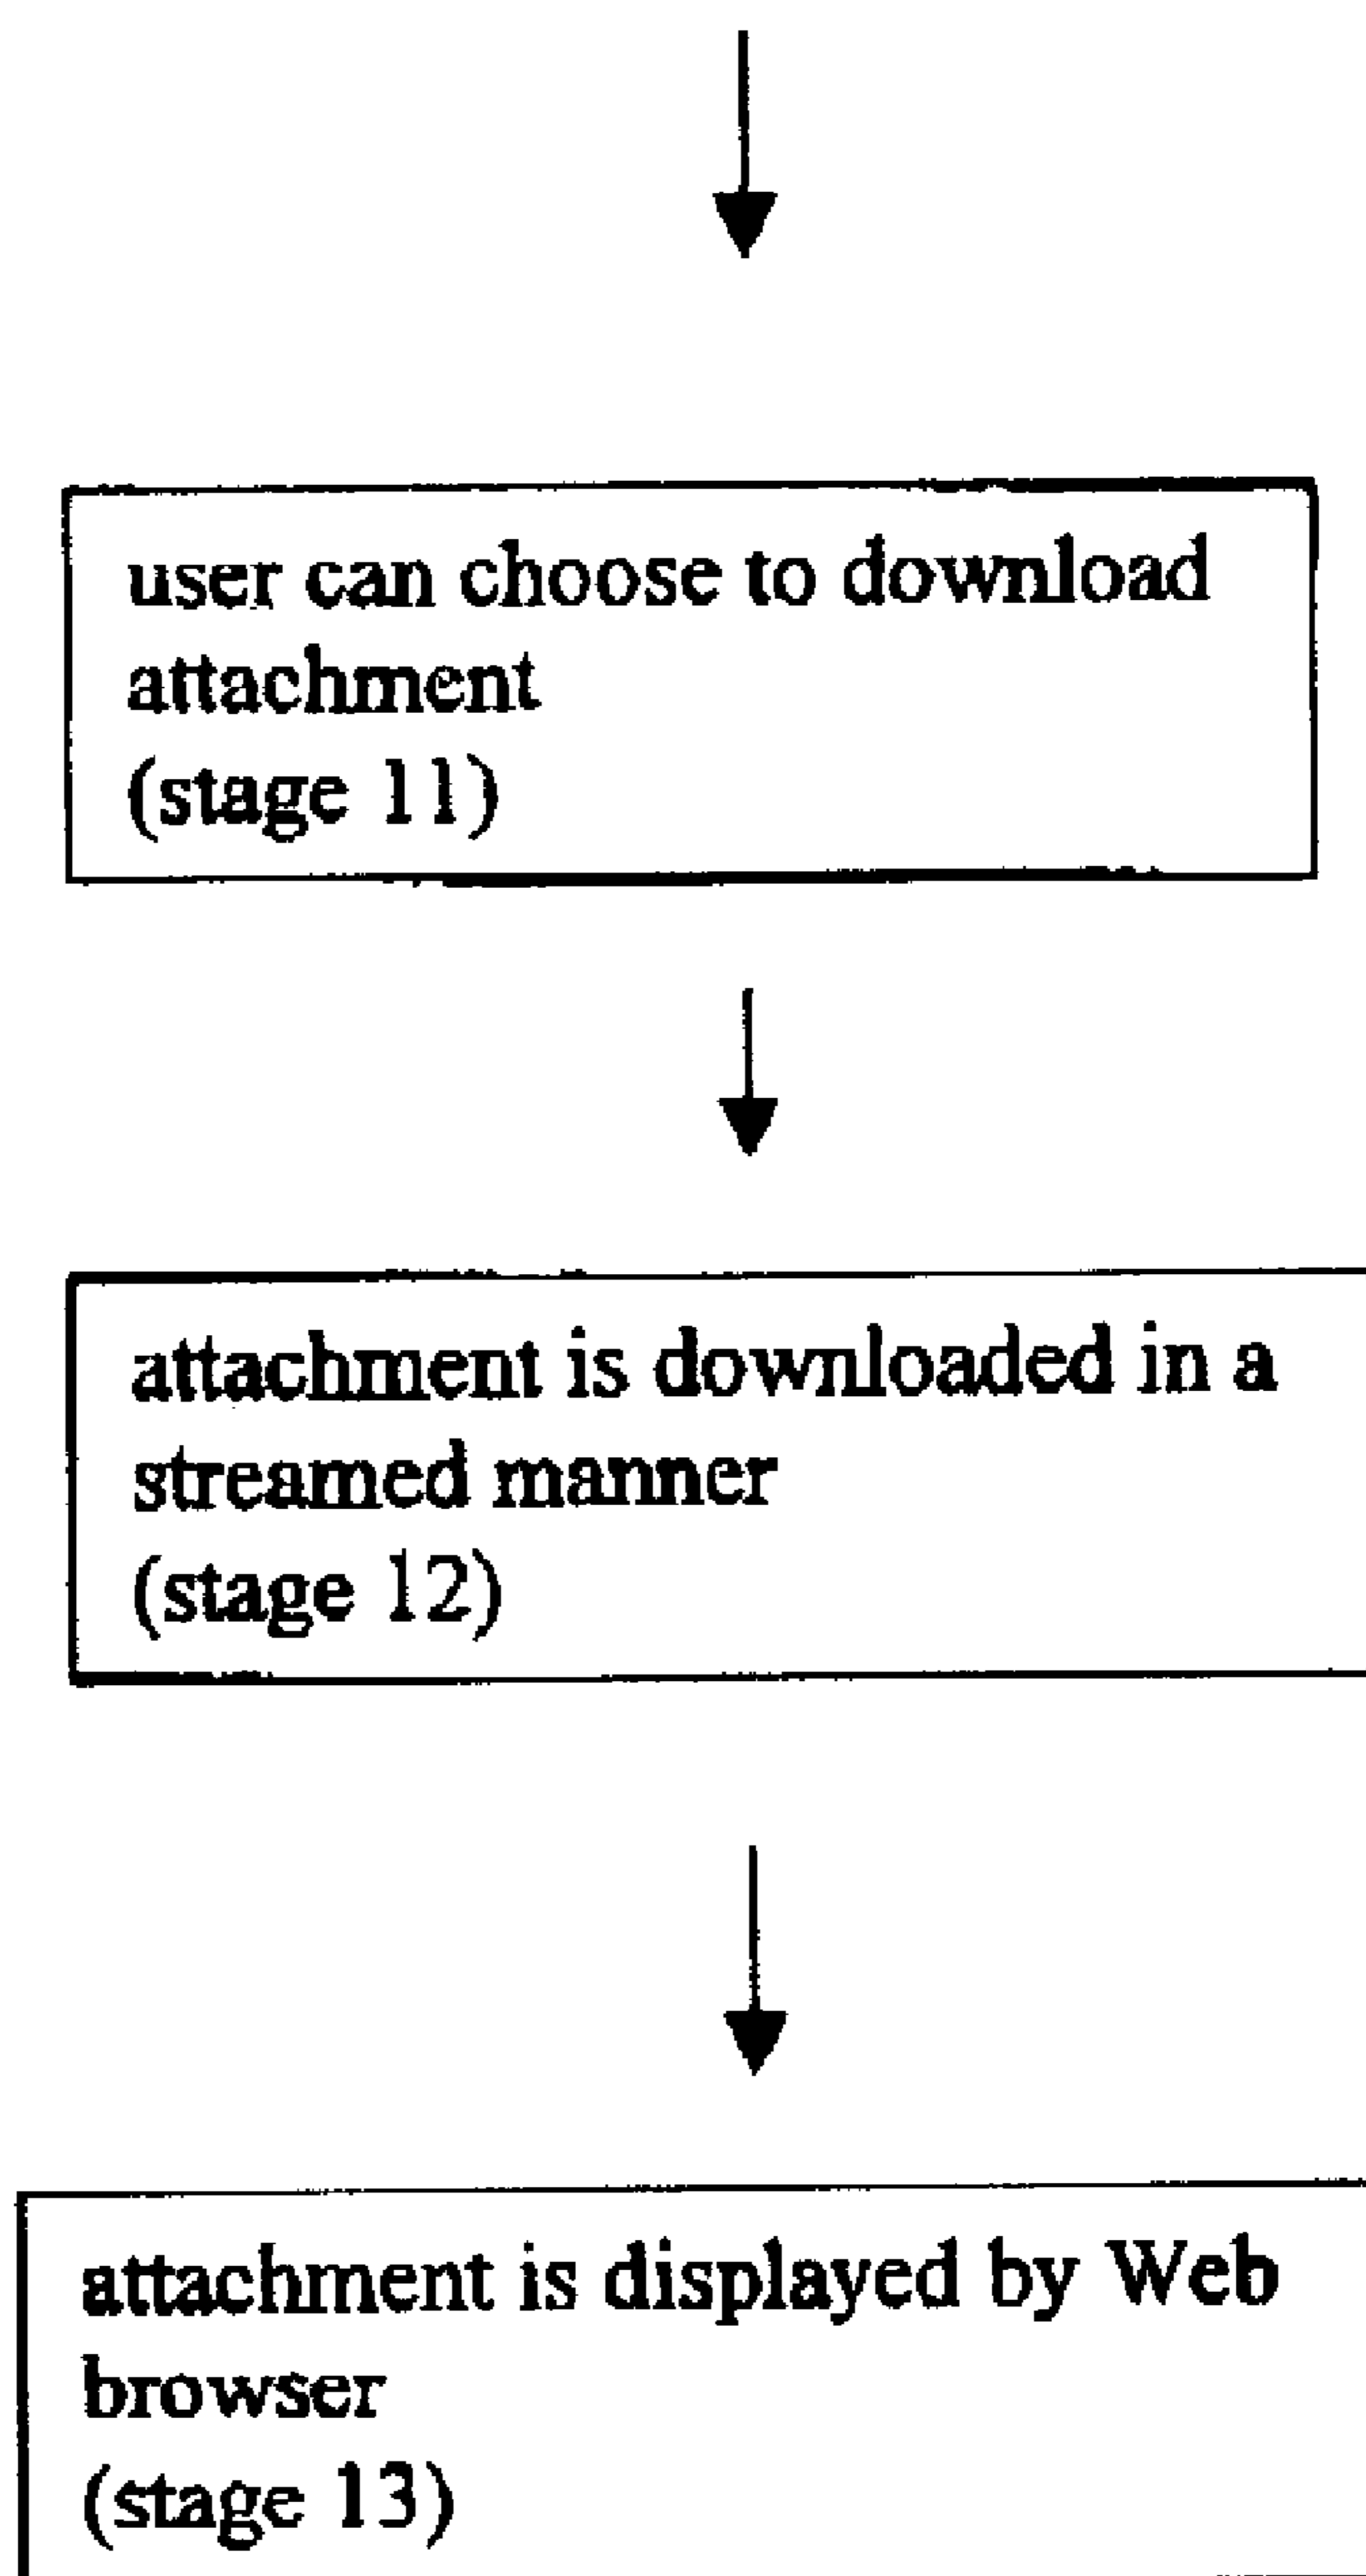 user can choose to download
attachment
(stage 11)
attachment is downloaded in a
streamed manner
(stage 12)
attachment is displayed by Web
browser
(stage 13)